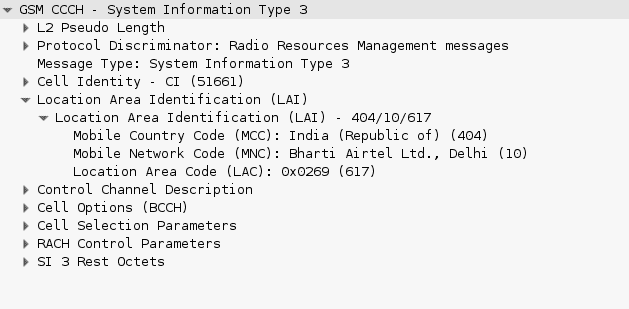 GSM CCCH - System Information Type 3
L2 Pseudo Length
Protocol Discriminator: Radio Resources Management messages
Message Type: System Information Type 3
Cell Identity - CI (51661)
Location Area Identification (LAI)
Location Area Identification (LAI) - 404/10/617
Mobile Country Code (MCC): India (Republic of) (404)
Mobile Network Code (MNC): Bharti Airtel Ltd., Delhi (10)
Location Area Code (LAC): 0x0269 (617)
Control Channel Description
Cell Options (BCCH)
Cell Selection Parameters
RACH Control Parameters
SI 3 Rest Octets